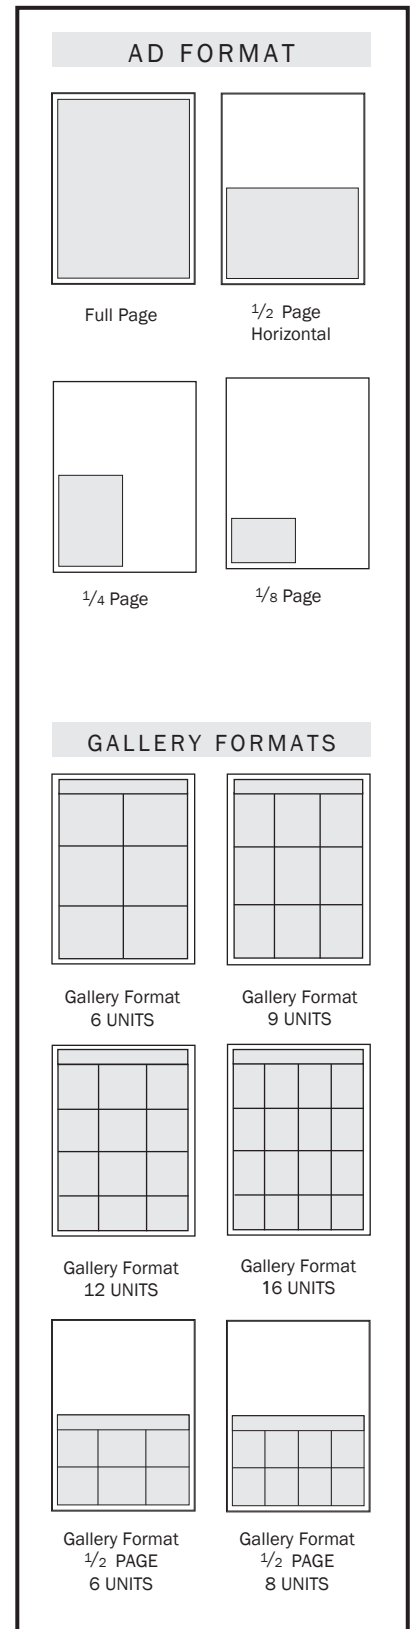 AD FORMAT
Full Page
1/2 Page
Horizontal
1/4 Page
1/8 Page
GALLERY FORMATS
Gallery Format
6 UNITS
Gallery Format
9 UNITS
Gallery Format
12 UNITS
Gallery Format
16 UNITS
Gallery Format
1/2 PAGE
6 UNITS
Gallery Format
1/2 PAGE
8 UNITS